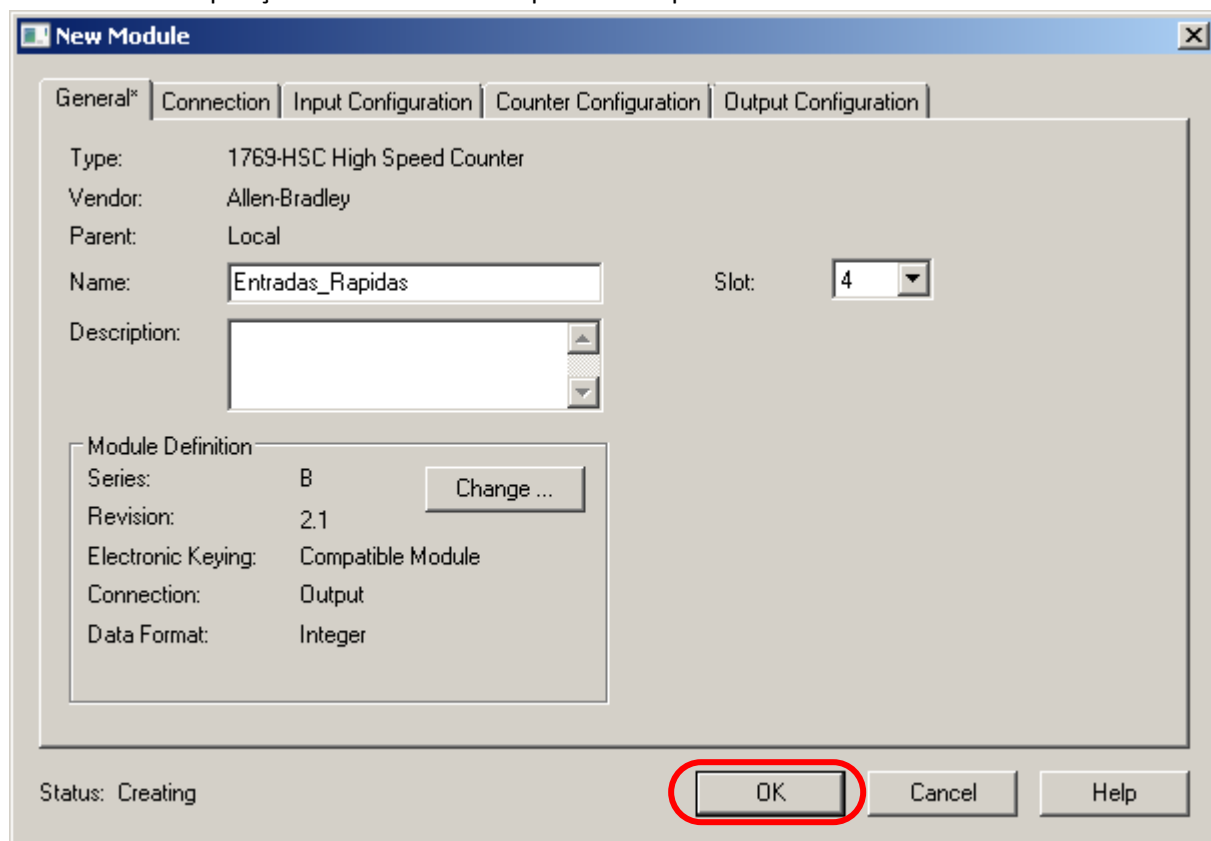 New Module
General* Connection Input Configuration Counter Configuration Output Configuration
Type: 1769-HSC High Speed Counter
Vendor: Allen-Bradley
Parent: Local
Name: Entradas_Rapidas Slot: 4
Description:
Module Definition
Series: B Change ...
Revision: 2.1
Electronic Keying: Compatible Module
Connection: Output
Data Format: Integer
Status: Creating OK Cancel Help